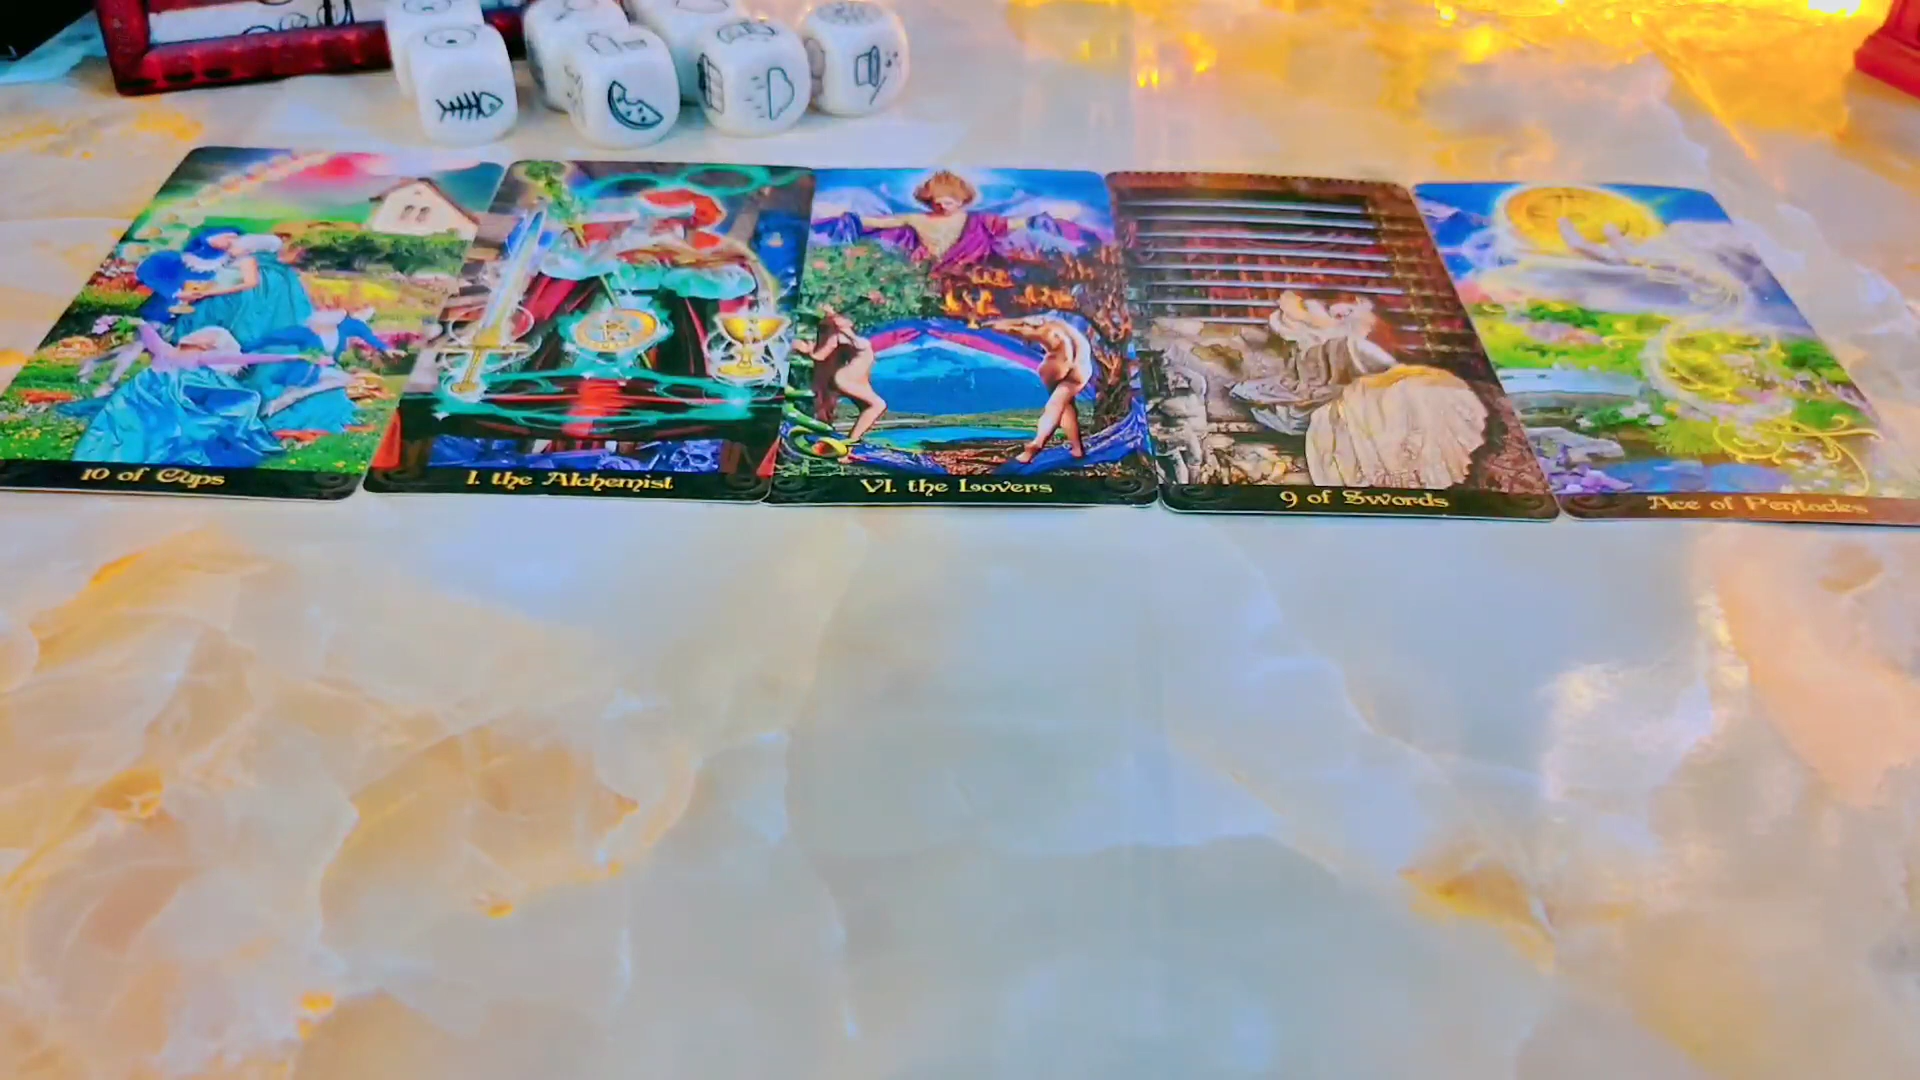 10 of Cups
I. the Alchemist
VI. the Lovers
9 of Swords
Ace of Pentacles